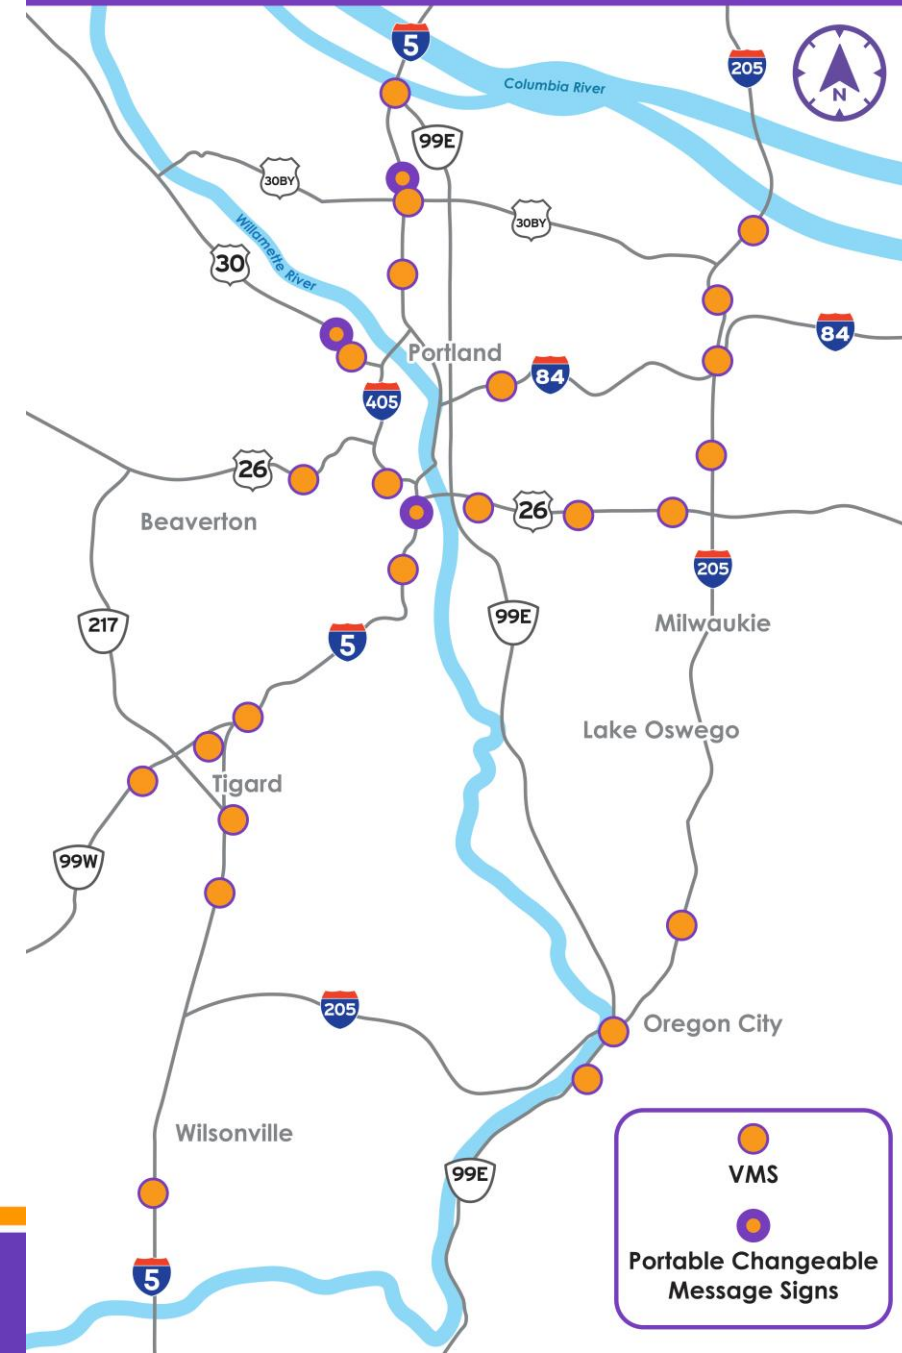 5
205
Columbia River
N
99E
30BY
30BY
Willamette River
30
84
Portland
84
405
26
26
Beaverton
205
99E
217
Milwaukie
5
Lake Oswego
Tigard
99W
205
Oregon City
Wilsonville
VMS
99E
Portable Changeable
Message Signs
5